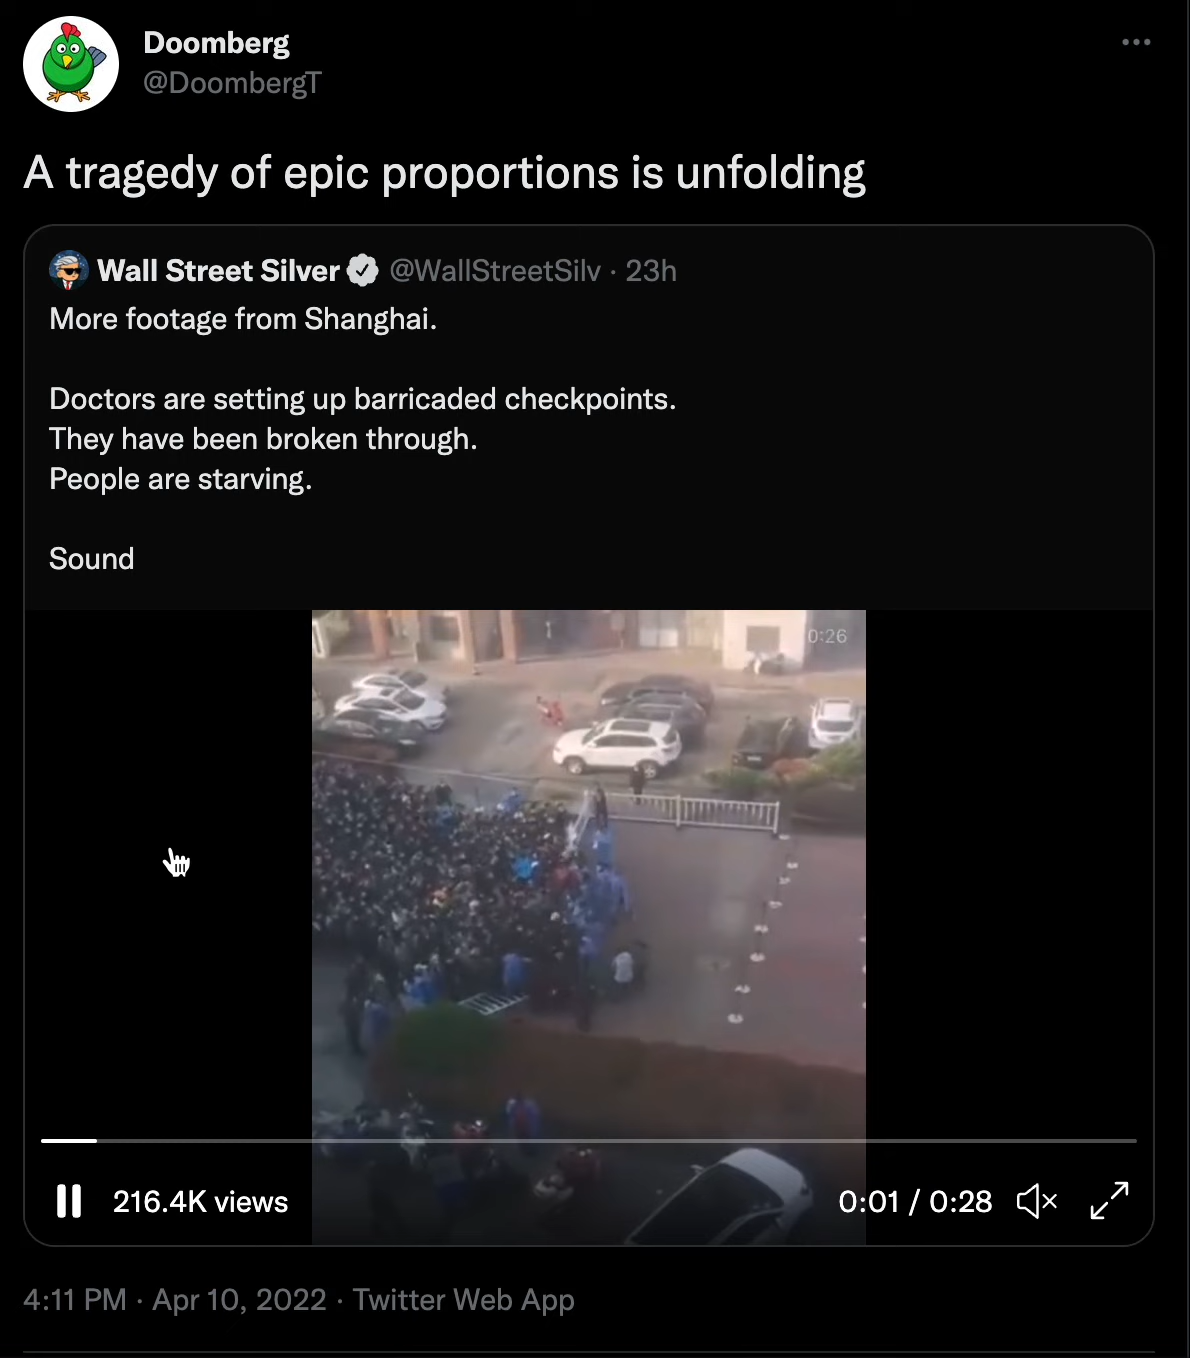 Doomberg
@DoombergT
A tragedy of epic proportions is unfolding
Wall Street Silver @WallStreetSilv · 23h
More footage from Shanghai.
Doctors are setting up barricaded checkpoints.
They have been broken through.
People are starving.
Sound
0:26
216.4K views
0:01 / 0:28
4:11 PM · Apr 10, 2022 · Twitter Web App